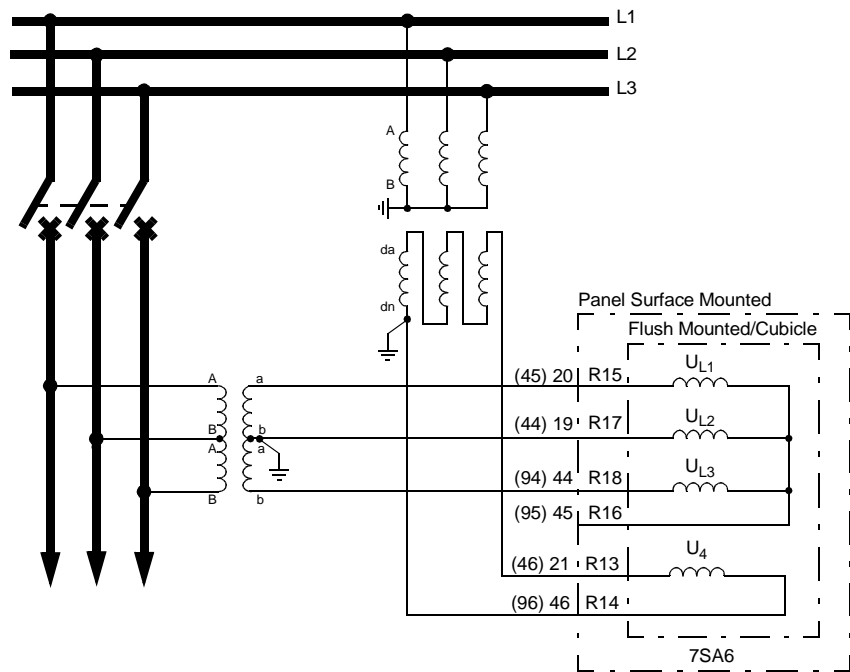 L1
L2
L3
A
B
da
dn
Panel Surface Mounted
Flush Mounted/Cubicle
A a (45) 20 R15 UL1
B b (44) 19 R17 UL2
A a
B b (94) 44 R18 UL3
(95) 45 R16
(46) 21 R13 U4
(96) 46 R14
7SA6